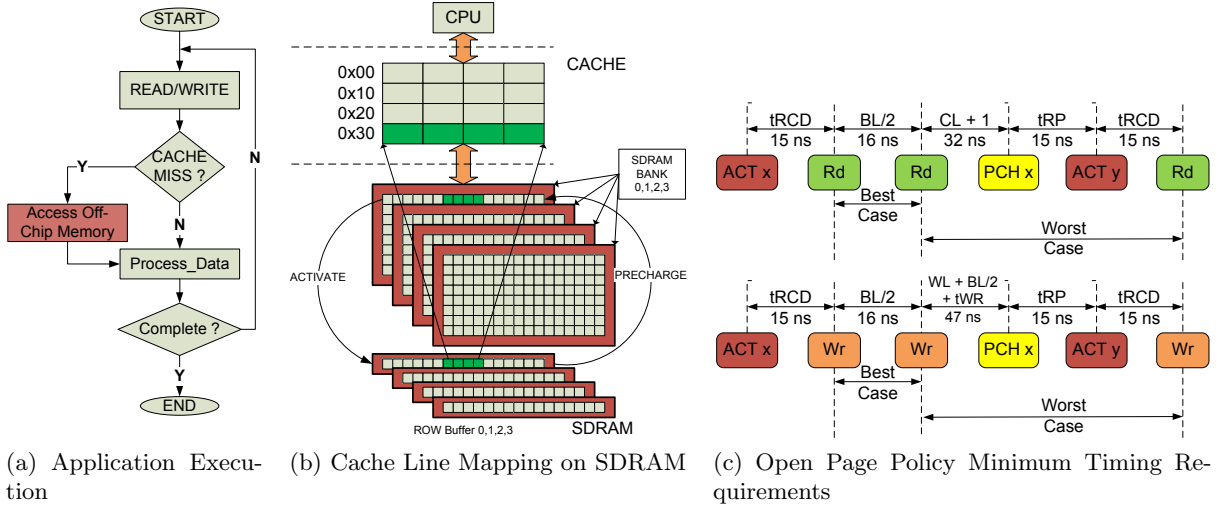 START
READ/WRITE
CACHE
MISS ?
Y
N
N
Access Off-
Chip Memory
Process_Data
Complete ?
Y
END
(a) Application Execu-
tion
CPU
CACHE
0x00
0x10
0x20
0x30
SDRAM
BANK
0,1,2,3
ACTIVATE
PRECHARGE
ROW Buffer 0,1,2,3
SDRAM
(b) Cache Line Mapping on SDRAM
tRCD BL/2 CL + 1 tRP tRCD
15 ns 16 ns 32 ns 15 ns 15 ns
ACT x Rd Rd PCH x ACT y Rd
Best
Case
Worst
Case
tRCD BL/2 WL + BL/2 + tWR tRP tRCD
15 ns 16 ns 47 ns 15 ns 15 ns
ACT x Wr Wr PCH x ACT y Wr
Best
Case
Worst
Case
(c) Open Page Policy Minimum Timing Re-
quirements